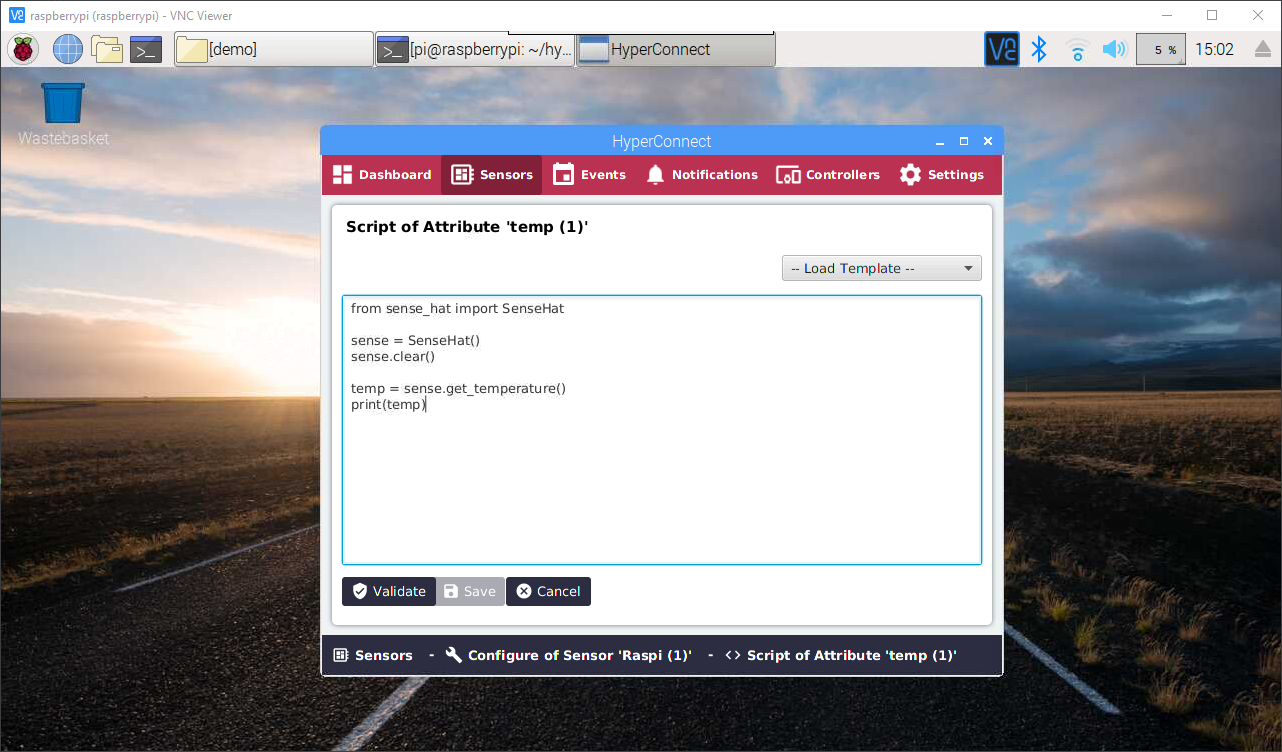 raspberrypi (raspberrypi) - VNC Viewer
[demo]
[pi@raspberrypi: ~/hy...
HyperConnect
5 %
15:02
Wastebasket
HyperConnect
Dashboard
Sensors
Events
Notifications
Controllers
Settings
Script of Attribute 'temp (1)'
-- Load Template --
from sense_hat import SenseHat
sense = SenseHat()
sense.clear()
temp = sense.get_temperature()
print(temp)
Validate
Save
Cancel
Sensors - Configure of Sensor 'Raspi (1)' - <> Script of Attribute 'temp (1)'